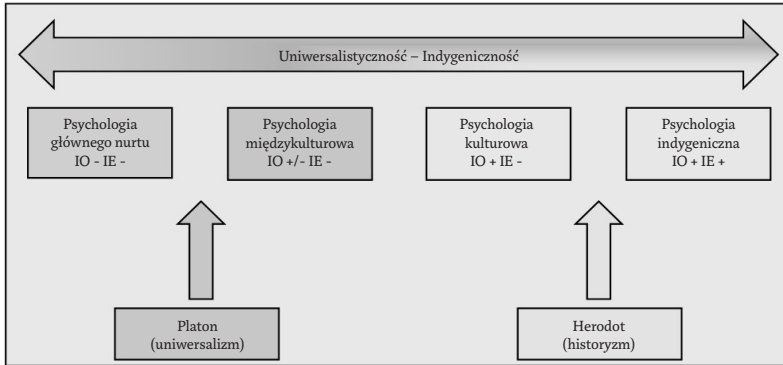 Uniwersalistyczność – Indygeniczność
Psychologia
głównego nurtu
IO - IE -
Psychologia
międzykulturowa
IO +/- IE -
Psychologia
kulturowa
IO + IE -
Psychologia
indygeniczna
IO + IE +
Platon
(uniwersalizm)
Herodot
(historyzm)